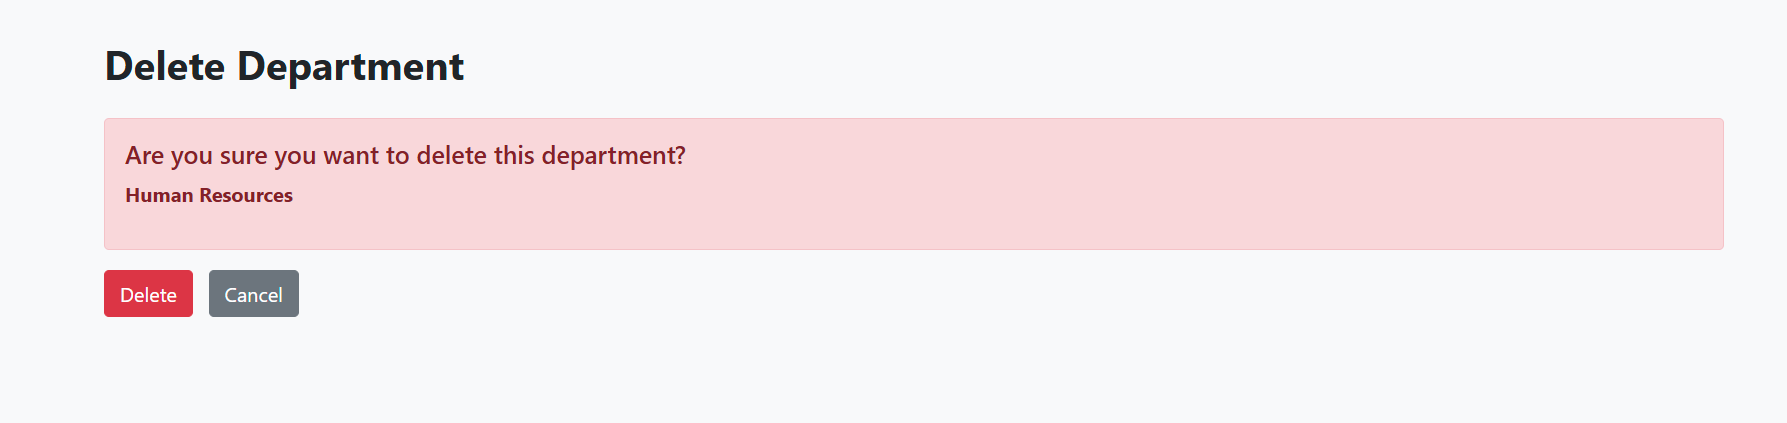 Delete Department
Are you sure you want to delete this department?
Human Resources
Delete Cancel